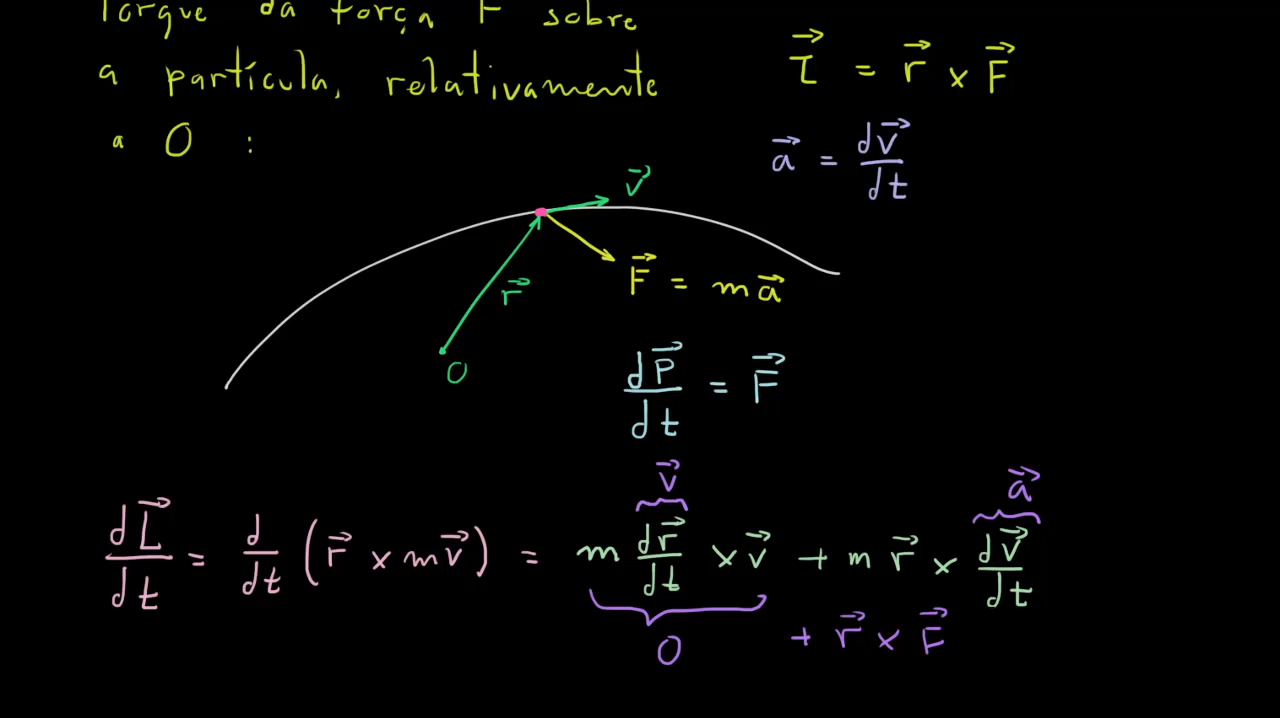 Torque da força F sobre
a partícula, relativamente
a O :
τ⃗ = r⃗ × F⃗
a⃗ = dv⃗/dt
v⃗
F⃗ = ma⃗
r⃗
O
dP⃗/dt = F⃗
v⃗
a⃗
dL⃗/dt = d/dt (r⃗ × mv⃗) = m dr⃗/dt × v⃗ + m r⃗ × dv⃗/dt
0
+ r⃗ × F⃗